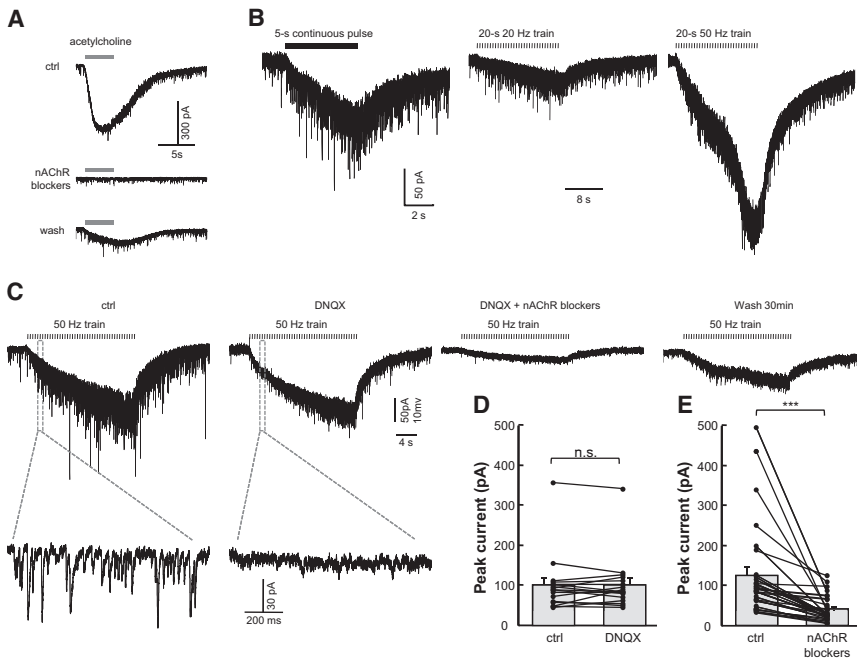 A
acetylcholine
ctrl
300 pA
5s
nAChR
blockers
wash
B
5-s continuous pulse
20-s 20 Hz train
20-s 50 Hz train
50 pA
2 s
8 s
C
ctrl
50 Hz train
DNQX
50 Hz train
DNQX + nAChR blockers
50 Hz train
Wash 30min
50 Hz train
50pA
10mv
4 s
30 pA
200 ms
D
Peak current (pA)
500
400
300
200
100
0
n.s.
ctrl
DNQX
E
Peak current (pA)
500
400
300
200
100
0
***
ctrl
nAChR
blockers